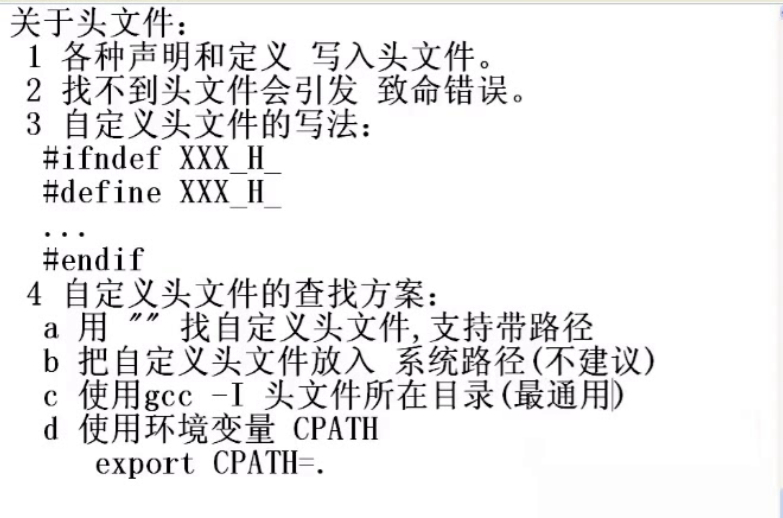 关于头文件:
1 各种声明和定义 写入头文件。
2 找不到头文件会引发 致命错误。
3 自定义头文件的写法:
#ifndef XXX_H_
#define XXX_H_
...
#endif
4 自定义头文件的查找方案:
a 用 "" 找自定义头文件,支持带路径
b 把自定义头文件放入 系统路径(不建议)
c 使用gcc -I 头文件所在目录(最通用)
d 使用环境变量 CPATH
export CPATH=.